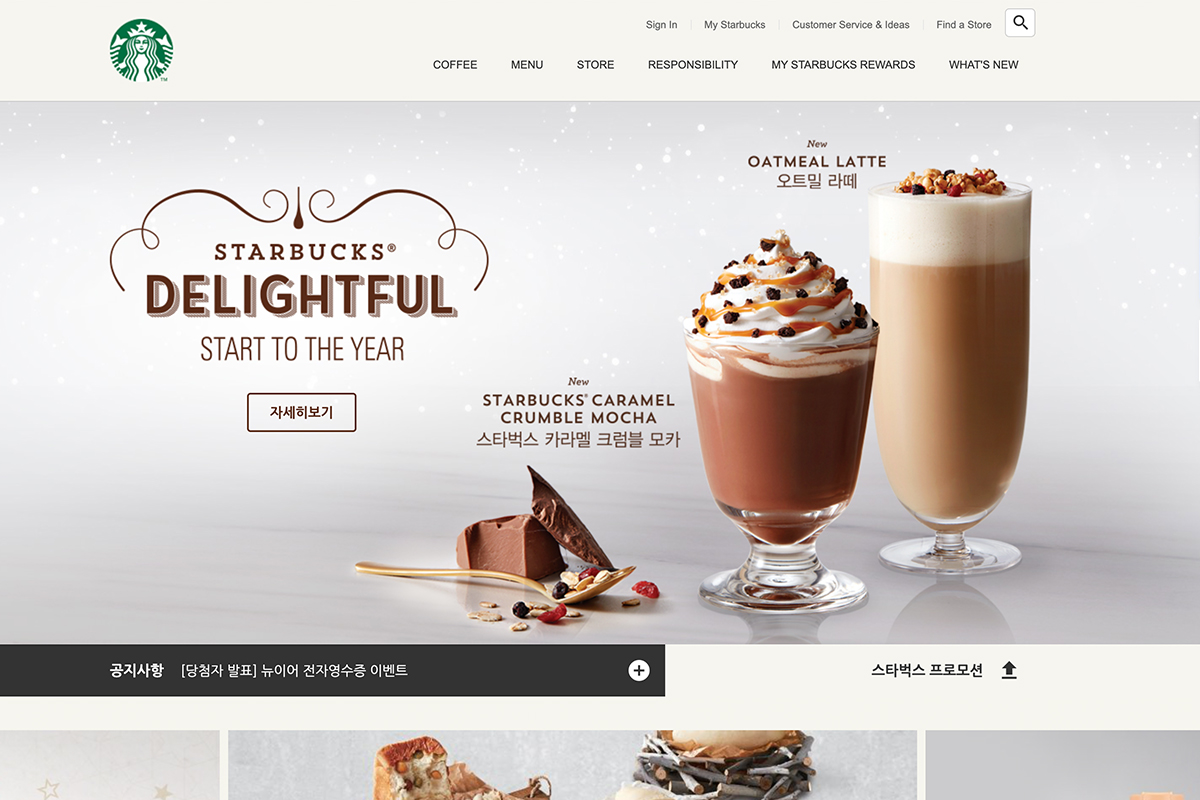 Sign In
My Starbucks
Customer Service & Ideas
Find a Store
TM
COFFEE
MENU
STORE
RESPONSIBILITY
MY STARBUCKS REWARDS
WHAT'S NEW
STARBUCKS®
DELIGHTFUL
START TO THE YEAR
자세히보기
New
OATMEAL LATTE
오트밀 라떼
New
STARBUCKS® CARAMEL
CRUMBLE MOCHA
스타벅스 카라멜 크럼블 모카
공지사항 [당첨자 발표] 뉴이어 전자영수증 이벤트
스타벅스 프로모션